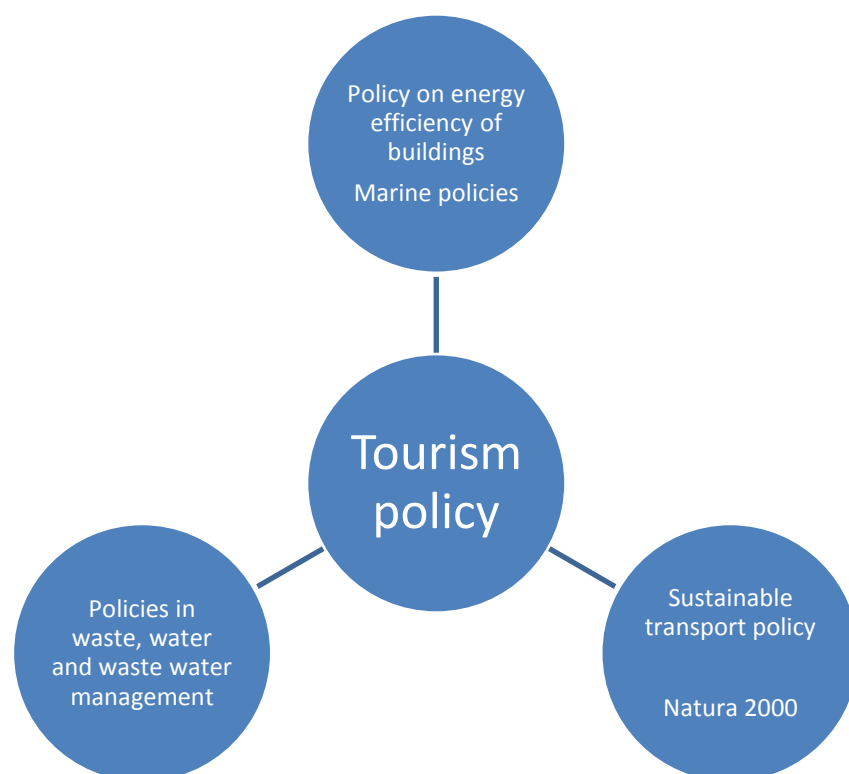 Policy on energy
efficiency of
buildings
Marine policies
Tourism
policy
Policies in
waste, water
and waste water
management
Sustainable
transport policy
Natura 2000